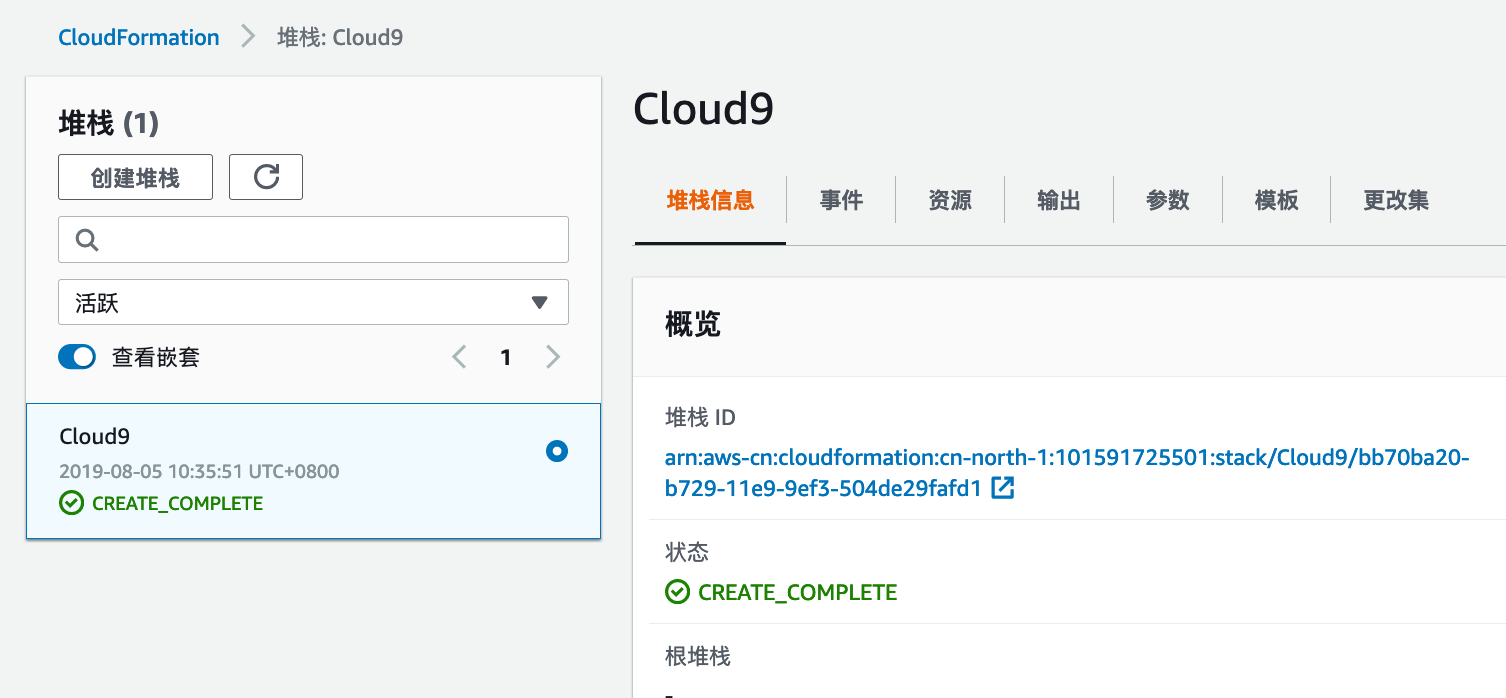 CloudFormation 堆栈: Cloud9
堆栈 (1)
创建堆栈
活跃
查看嵌套 1
Cloud9
2019-08-05 10:35:51 UTC+0800
CREATE_COMPLETE
Cloud9
堆栈信息 事件 资源 输出 参数 模板 更改集
概览
堆栈 ID
arn:aws-cn:cloudformation:cn-north-1:101591725501:stack/Cloud9/bb70ba20-
b729-11e9-9ef3-504de29fafd1
状态
CREATE_COMPLETE
根堆栈